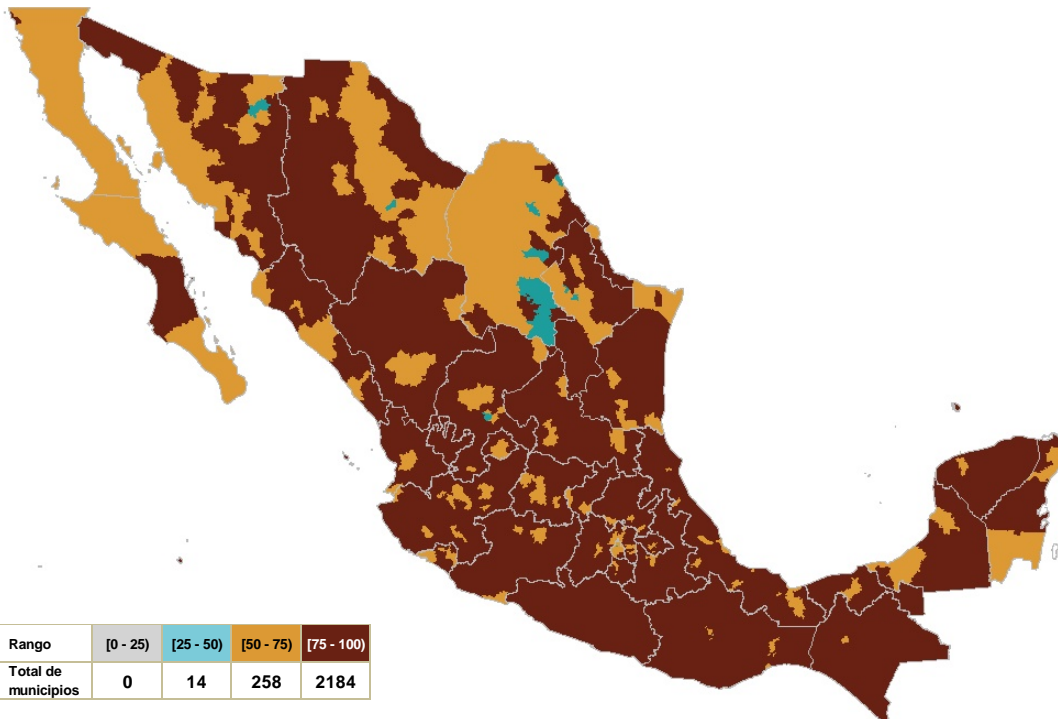 Rango [0 - 25) [25 - 50) [50 - 75) [75 - 100)
Total de municipios 0 14 258 2184